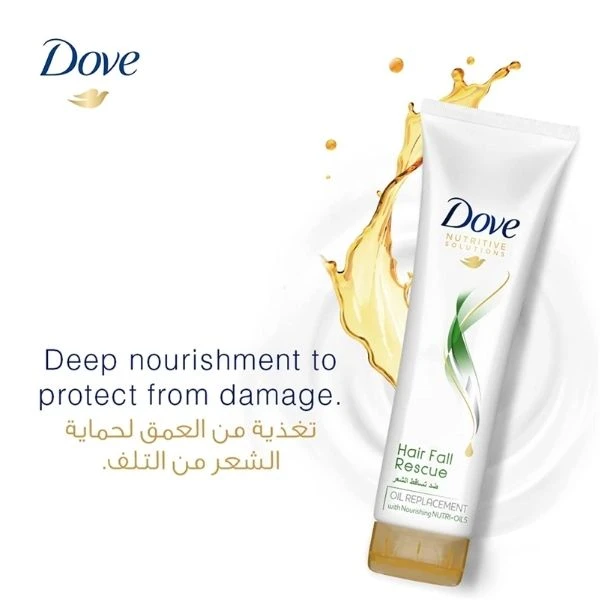 Dove
Deep nourishment to
protect from damage.
تغذية من العمق لحماية
الشعر من التلف.
Dove
NUTRITIVE
SOLUTIONS
Hair Fall
Rescue
ضد تساقط الشعر
OIL REPLACEMENT
with Nourishing NUTRI-OILS